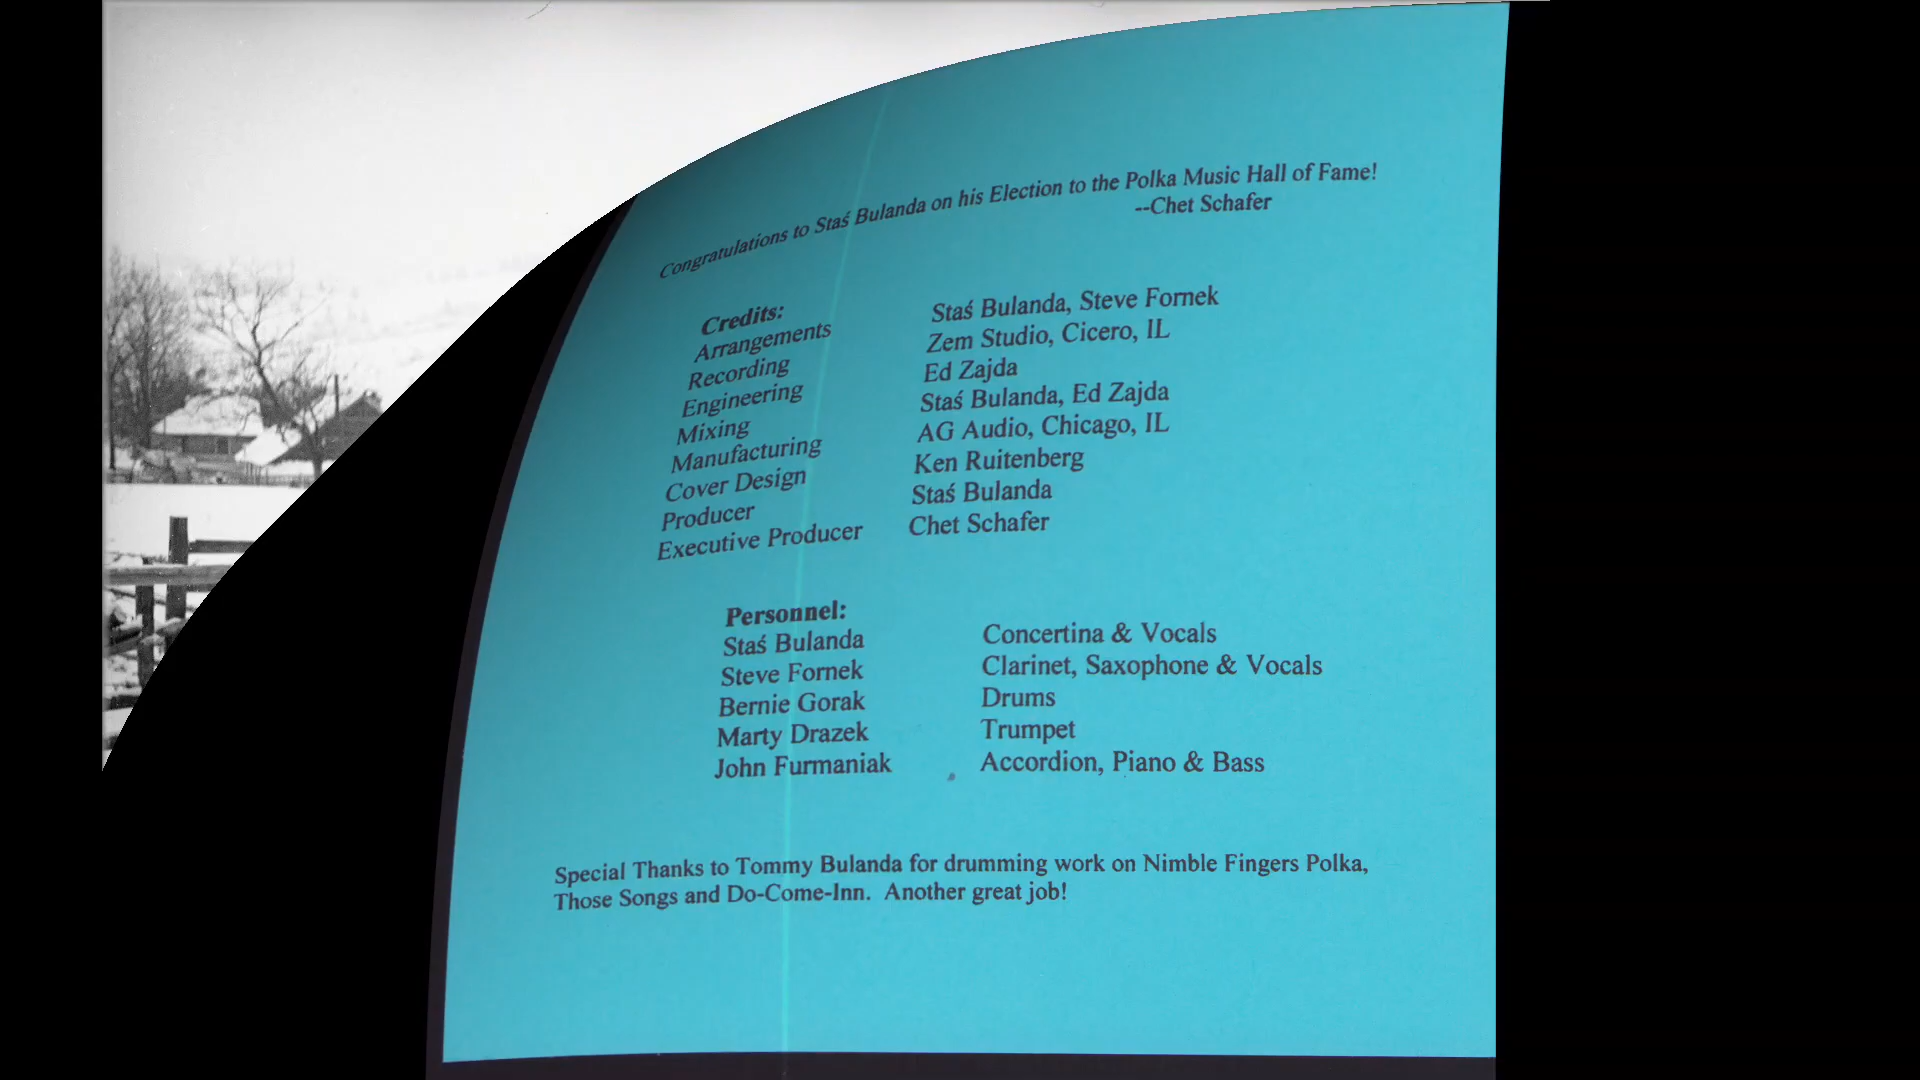 Congratulations to Staś Bulanda on his Election to the Polka Music Hall of Fame!
--Chet Schafer
Credits:
Arrangements Staś Bulanda, Steve Fornek
Recording Zem Studio, Cicero, IL
Engineering Ed Zajda
Mixing Staś Bulanda, Ed Zajda
Manufacturing AG Audio, Chicago, IL
Cover Design Ken Ruitenberg
Producer Staś Bulanda
Executive Producer Chet Schafer
Personnel:
Staś Bulanda Concertina & Vocals
Steve Fornek Clarinet, Saxophone & Vocals
Bernie Gorak Drums
Marty Drazek Trumpet
John Furmaniak Accordion, Piano & Bass
Special Thanks to Tommy Bulanda for drumming work on Nimble Fingers Polka,
Those Songs and Do-Come-Inn. Another great job!